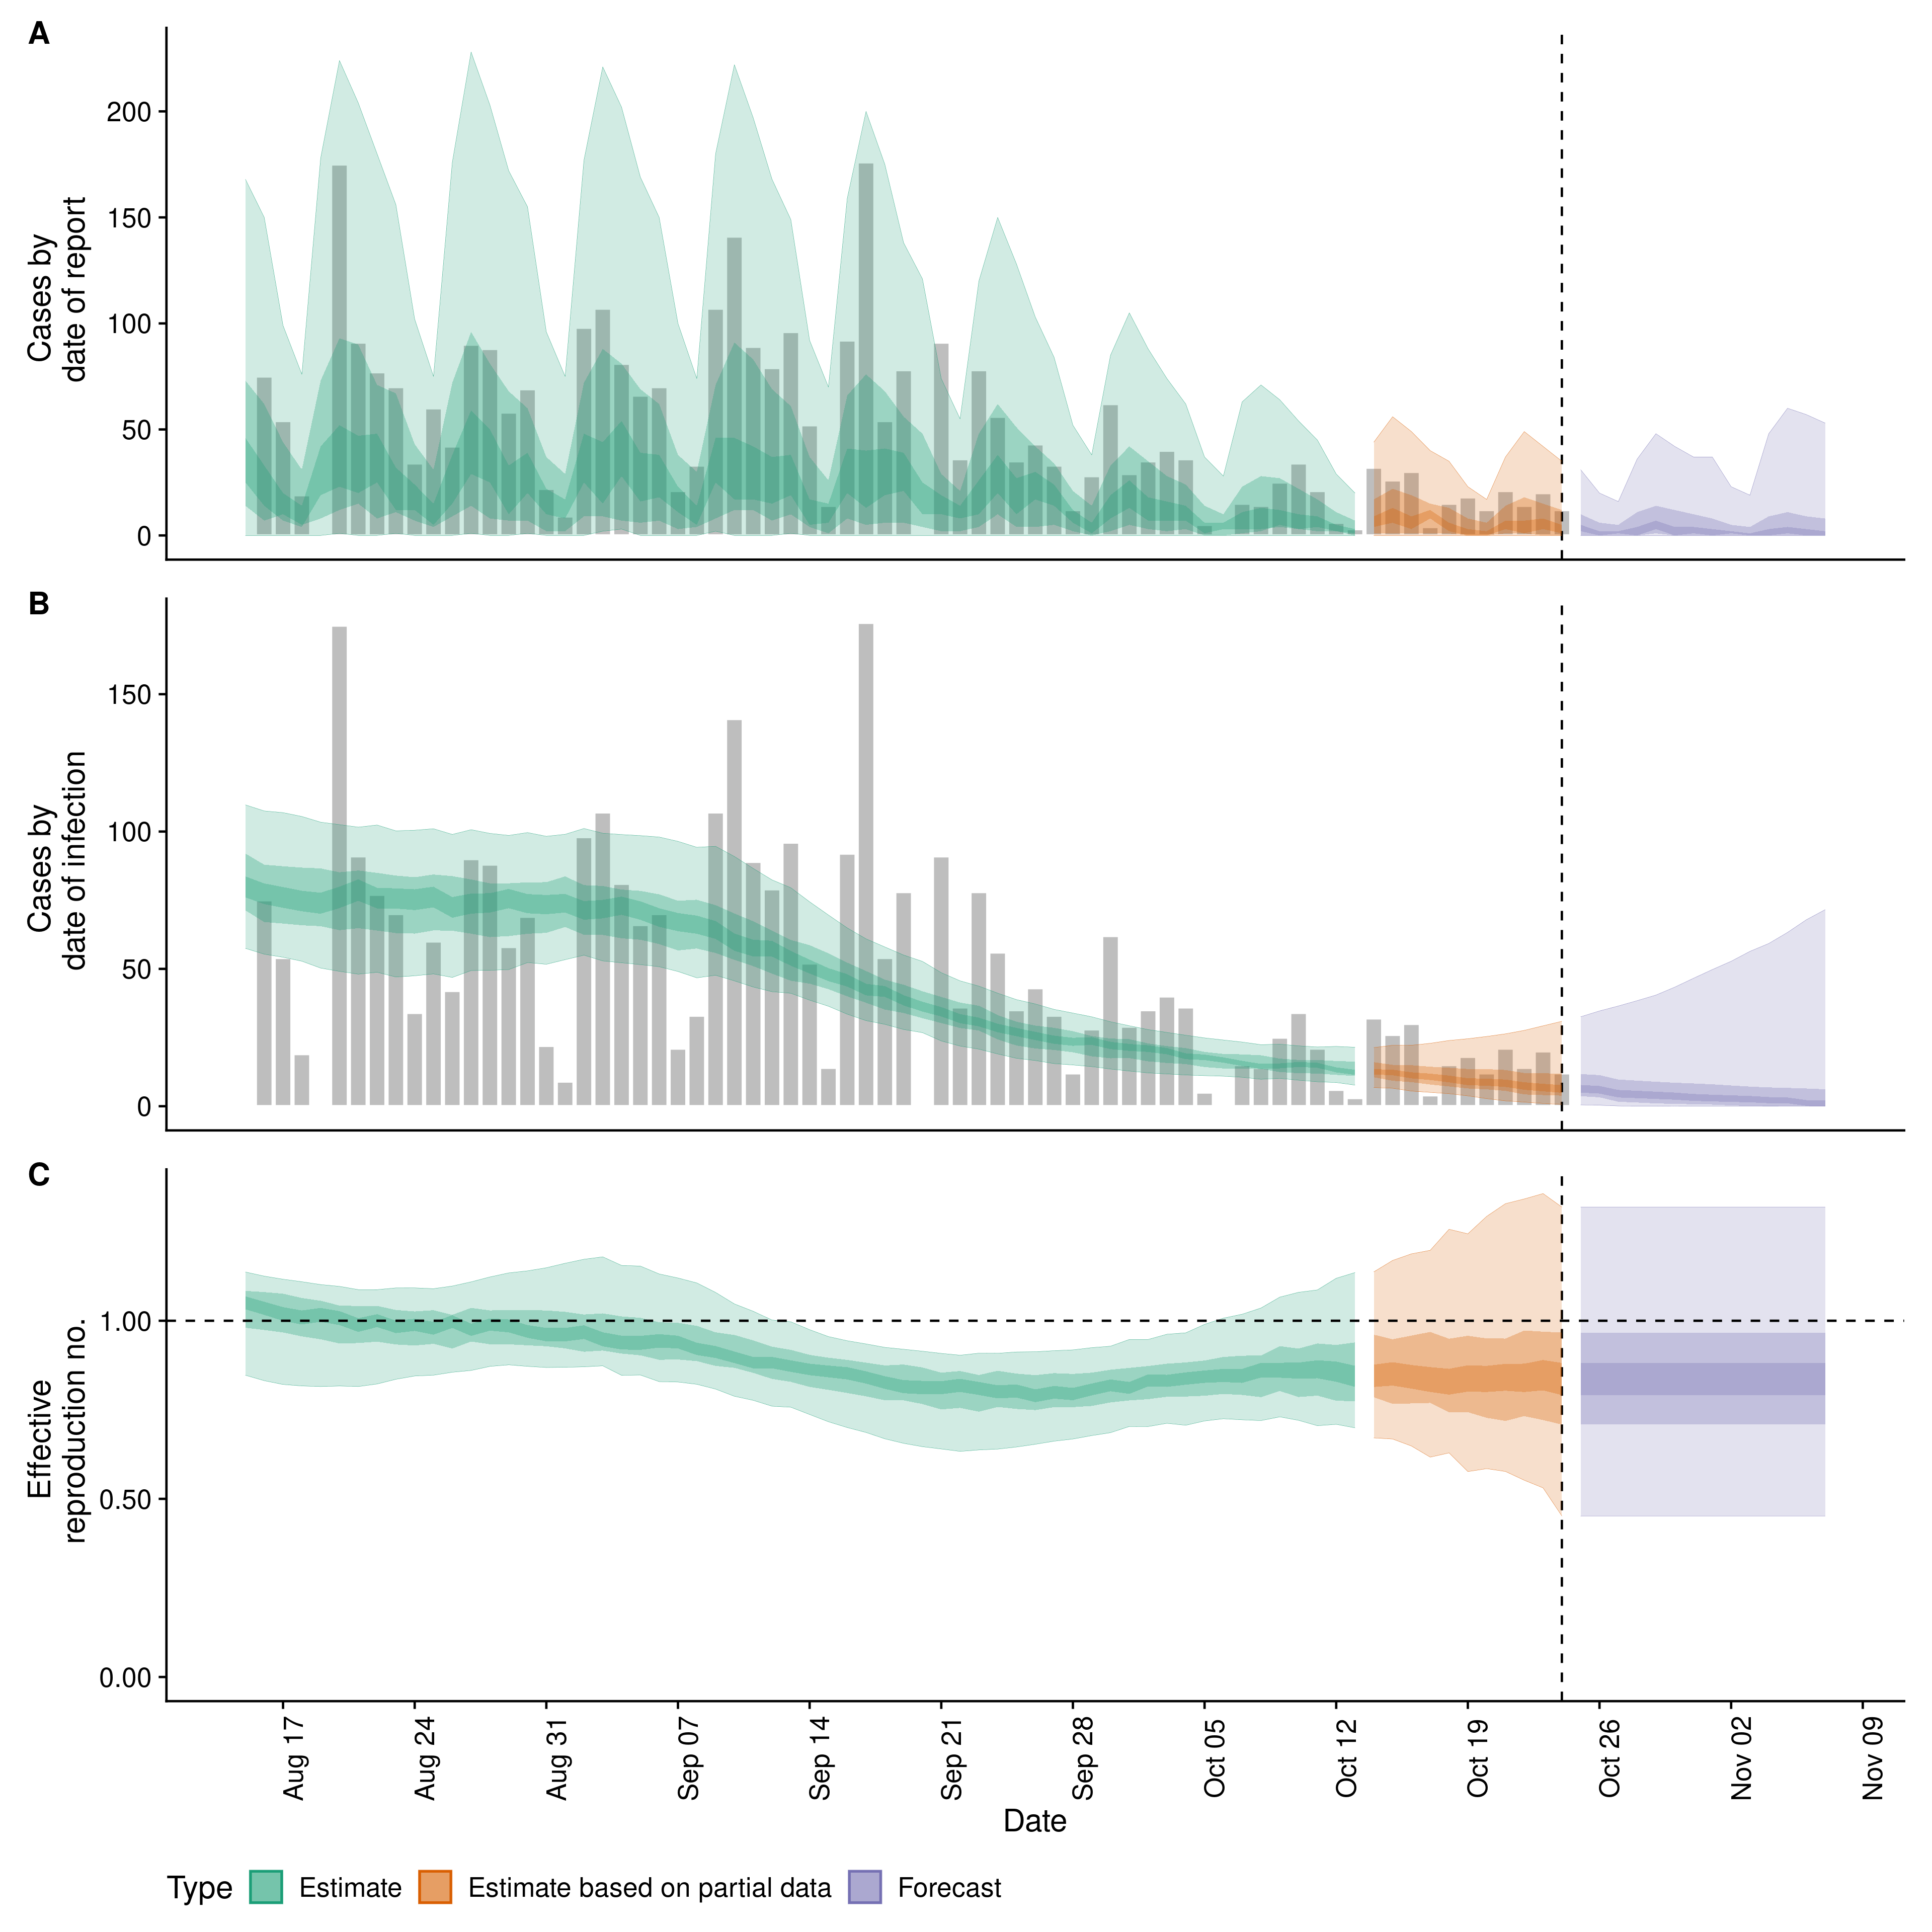 A
Cases by
date of report
200
150
100
50
0
B
Cases by
date of infection
150
100
50
0
C
Effective
reproduction no.
1.00
0.50
0.00
Aug 17
Aug 24
Aug 31
Sep 07
Sep 14
Sep 21
Sep 28
Oct 05
Oct 12
Oct 19
Oct 26
Nov 02
Nov 09
Date
Type Estimate Estimate based on partial data Forecast